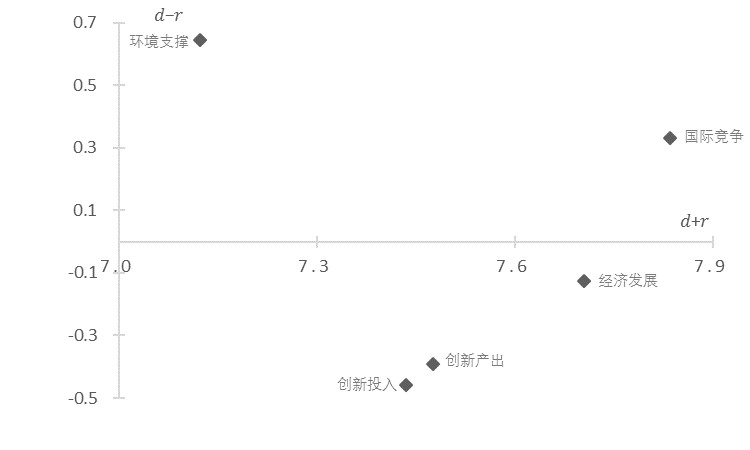 0.7
d−r
环境支撑
0.5
0.3
国际竞争
0.1
d+r
7.0
7.3
7.6
7.9
-0.1
经济发展
-0.3
创新产出
创新投入
-0.5